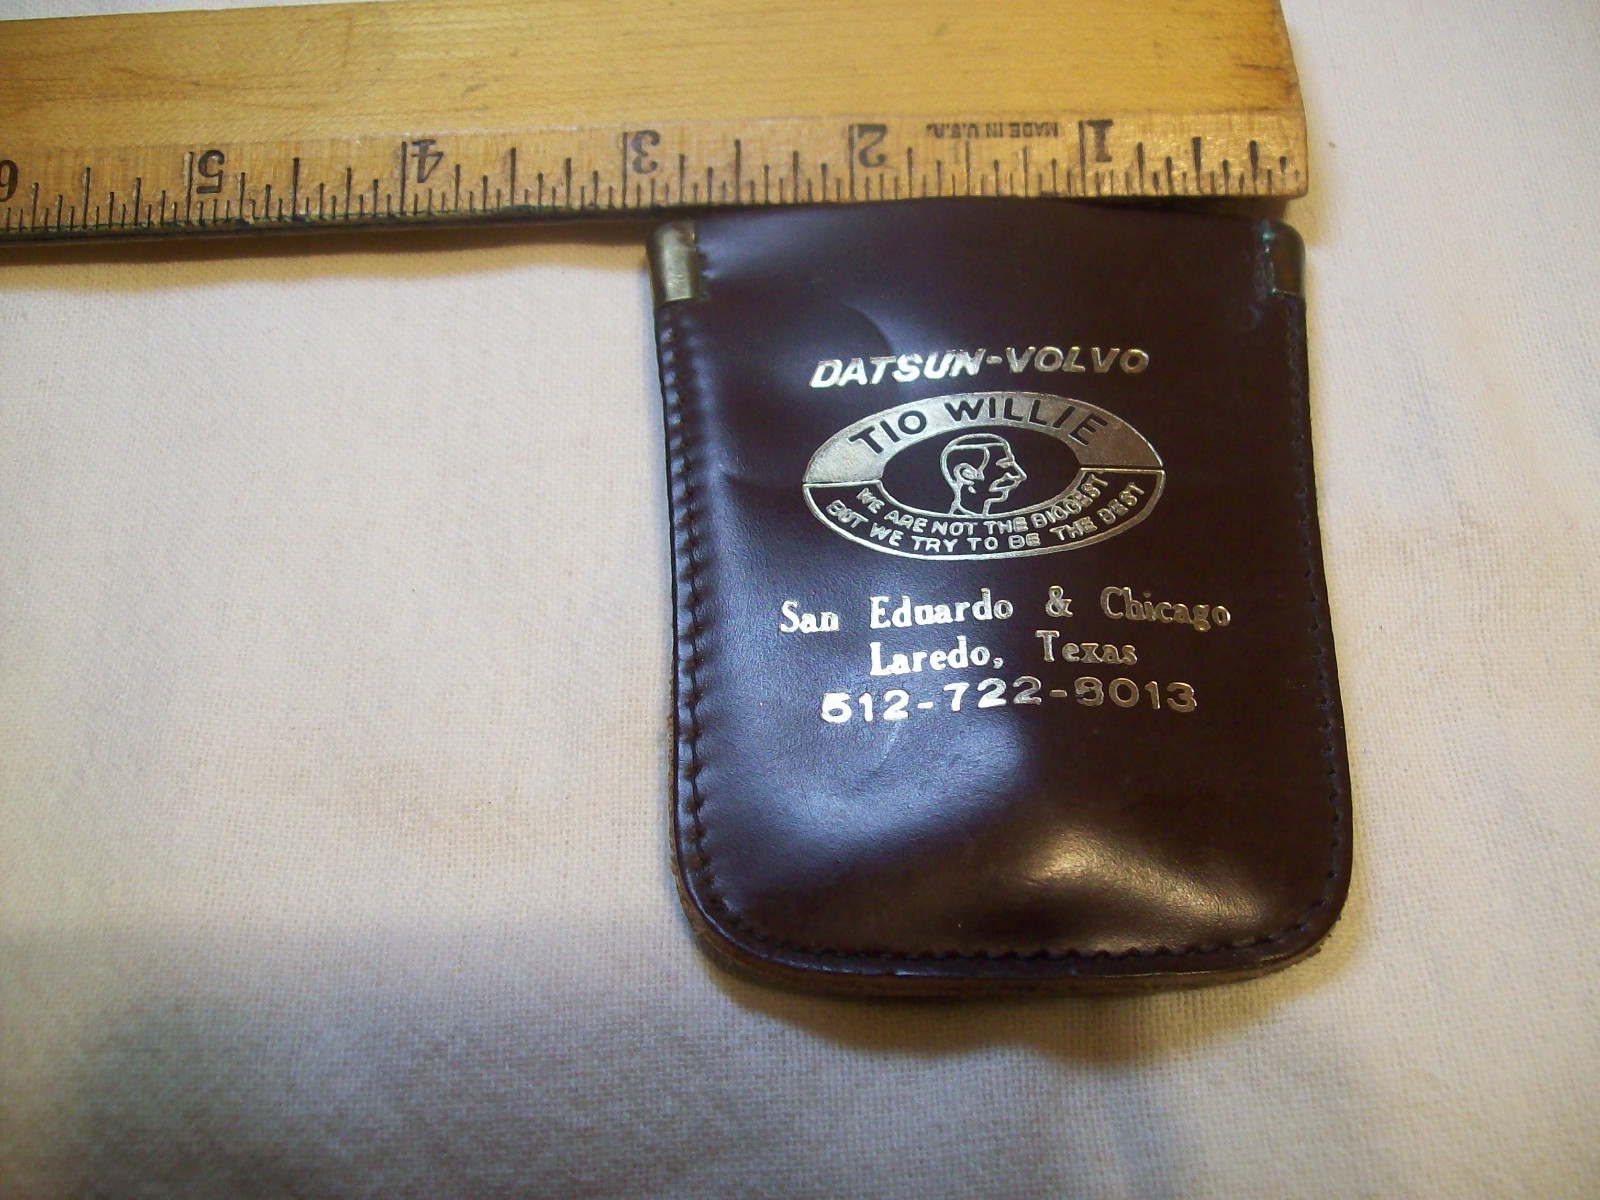 6 5 4 3 2 MADE IN U.S.A. 1
DATSUN-VOLVO
TIO WILLIE
WE ARE NOT THE BIGGEST
BUT WE TRY TO BE THE BEST
San Eduardo & Chicago
Laredo, Texas
512-722-3013